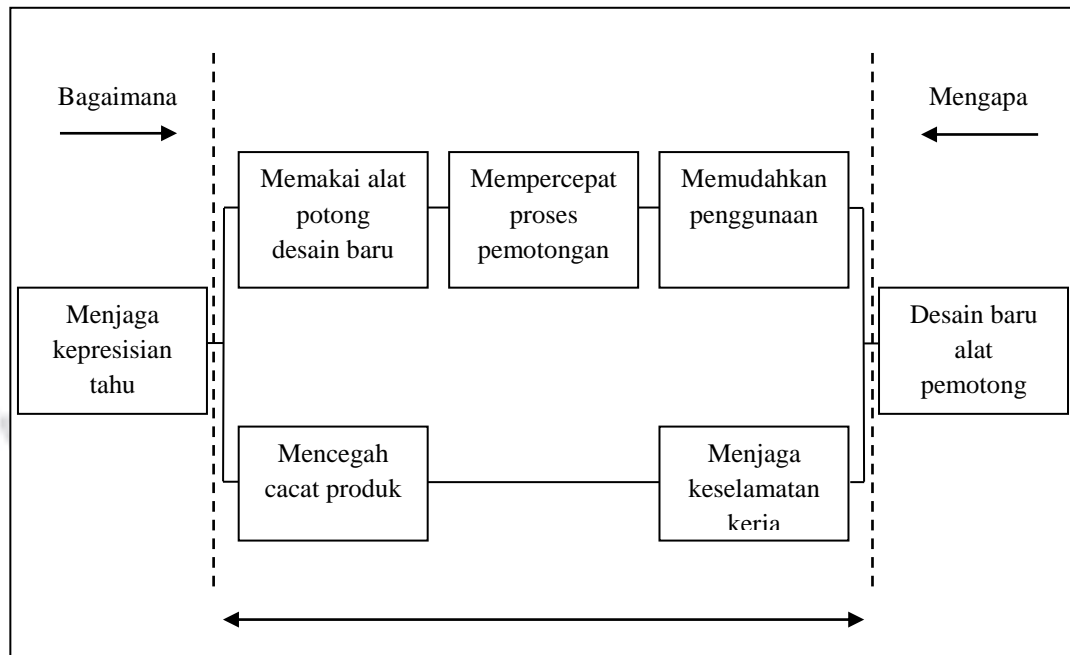 Bagaimana
Mengapa
Memakai alat
potong
desain baru
Mempercepat
proses
pemotongan
Memudahkan
penggunaan
Menjaga
kepresisian
tahu
Desain baru
alat
pemotong
Mencegah
cacat produk
Menjaga
keselamatan
kerja